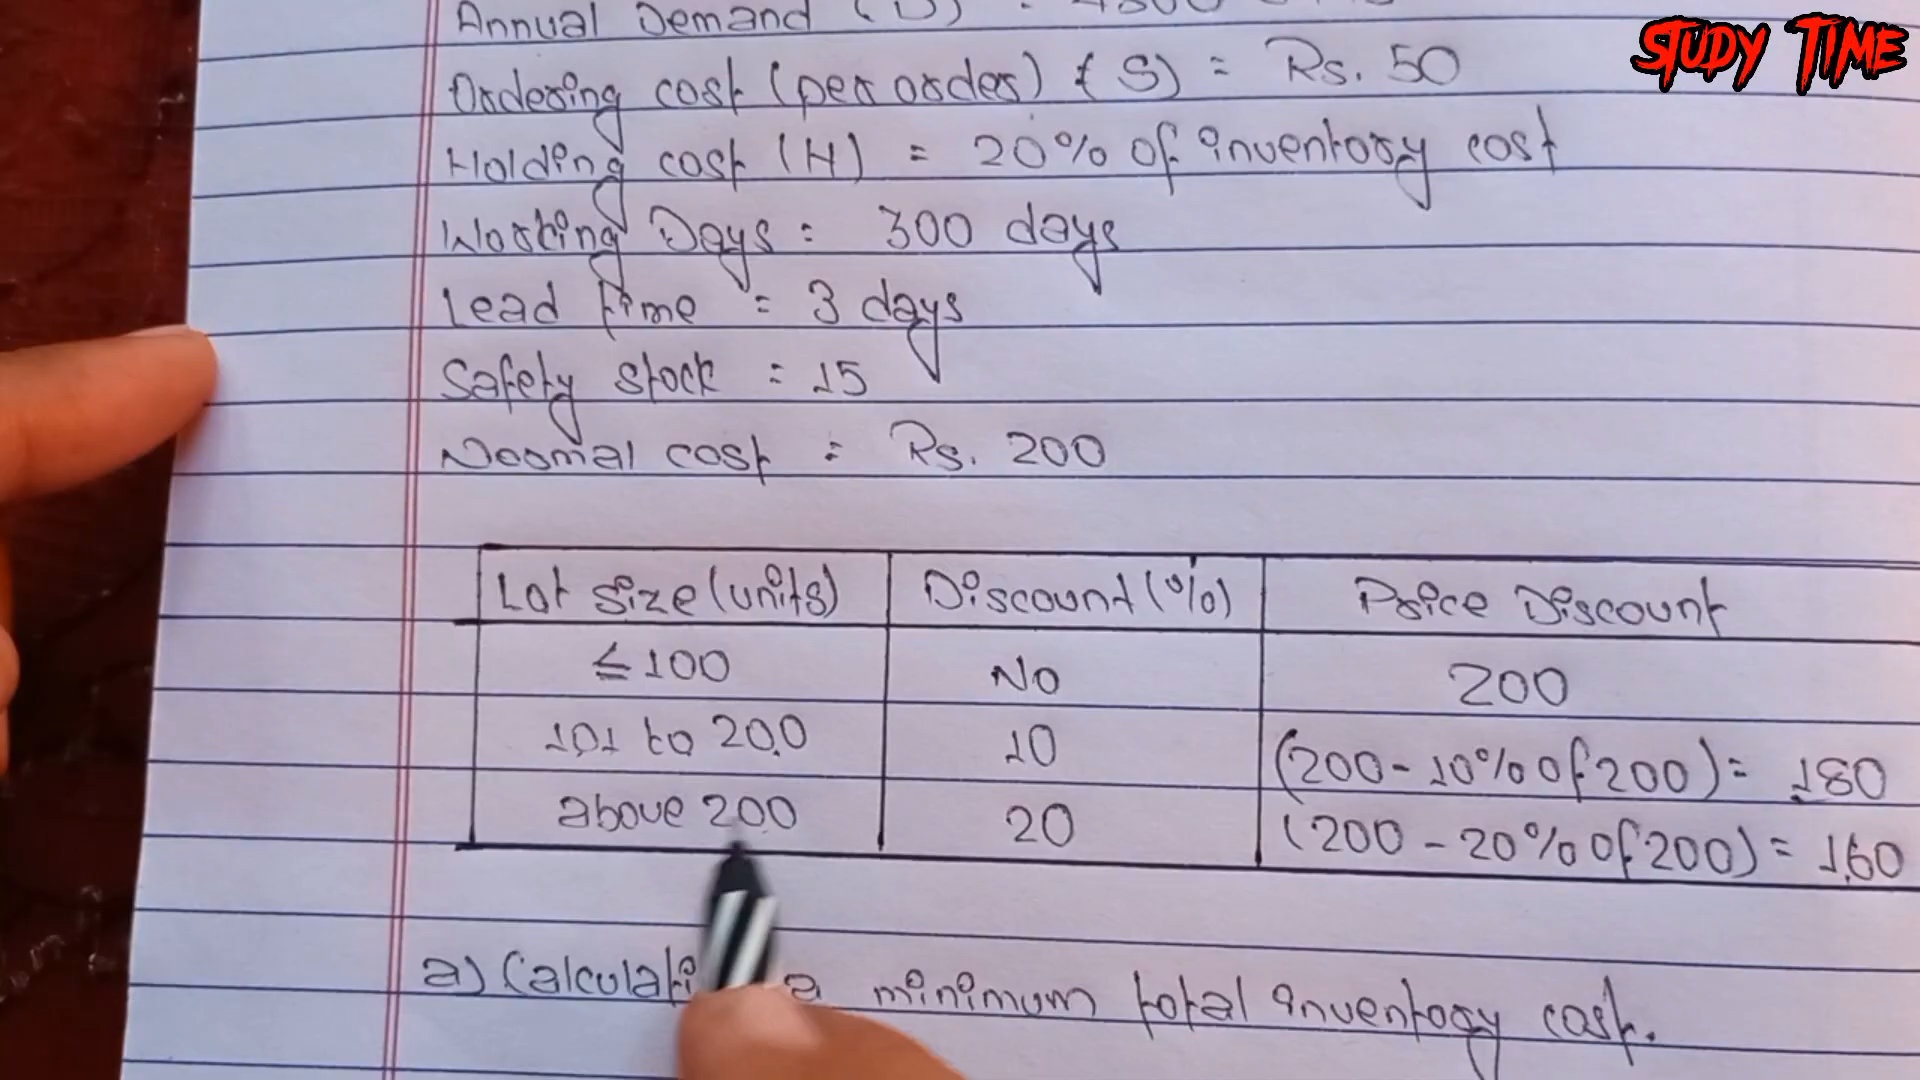 STUDY TIME
Annual Demand (D) :
Ordering cost (per order) (S) = Rs. 50
Holding cost (H) = 20% of inventory cost
Working Days = 300 days
Lead time = 3 days
Safety stock = 15
Normal cost = Rs. 200
Lot size (units) Discount (%) Price Discount
≤ 100 No 200
101 to 200 10 (200 - 10% of 200) = 180
above 200 20 (200 - 20% of 200) = 160
a) a minimum total inventory cost.